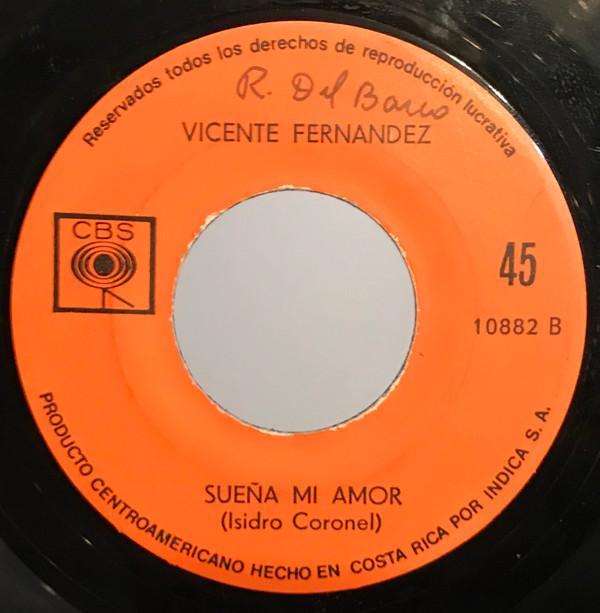 Reservados todos los derechos de reproducción lucrativa
R. Del Barco
VICENTE FERNANDEZ
CBS
45
10882 B
SUEÑA MI AMOR
(Isidro Coronel)
PRODUCTO CENTROAMERICANO HECHO EN COSTA RICA POR INDICA S. A.